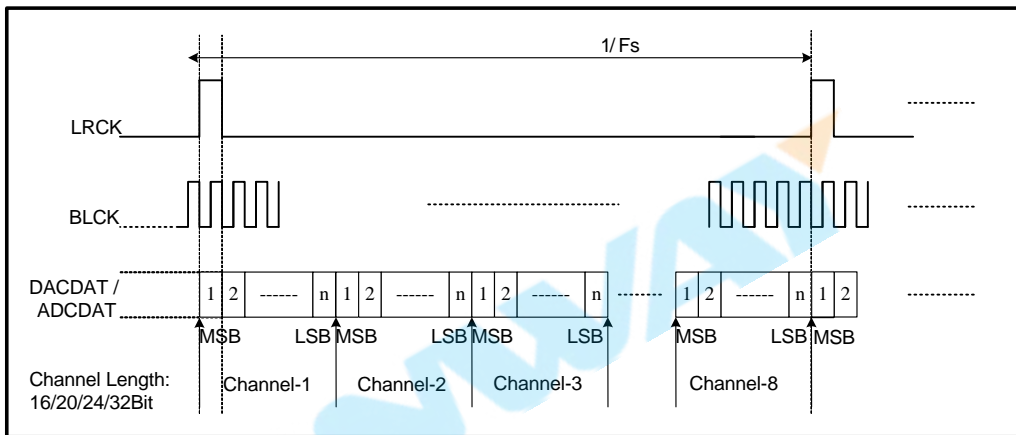 1/ Fs
LRCK
BLCK
DACDAT /
ADCDAT
1 2 ------ n 1 2 ------ n 1 2 ------ n 1 2 ------ n 1 2
MSB LSB MSB LSB MSB LSB MSB LSB MSB
Channel Length:
16/20/24/32Bit
Channel-1 Channel-2 Channel-3 Channel-8